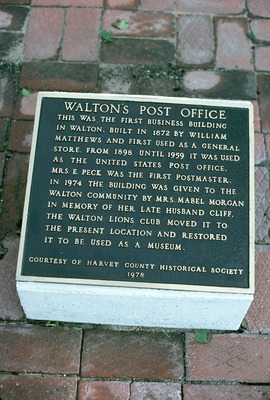 WALTON'S POST OFFICE
THIS WAS THE FIRST BUSINESS BUILDING
IN WALTON, BUILT IN 1872 BY WILLIAM
MATTHEWS AND FIRST USED AS A GENERAL
STORE. FROM 1898 UNTIL 1959 IT WAS USED
AS THE UNITED STATES POST OFFICE.
MRS E. PECK WAS THE FIRST POSTMASTER.
IN 1974 THE BUILDING WAS GIVEN TO THE
WALTON COMMUNITY BY MRS. MABEL MORGAN
IN MEMORY OF HER LATE HUSBAND CLIFF.
THE WALTON LIONS CLUB MOVED IT TO
THE PRESENT LOCATION AND RESTORED
IT TO BE USED AS A MUSEUM.
COURTESY OF HARVEY COUNTY HISTORICAL SOCIETY
1978